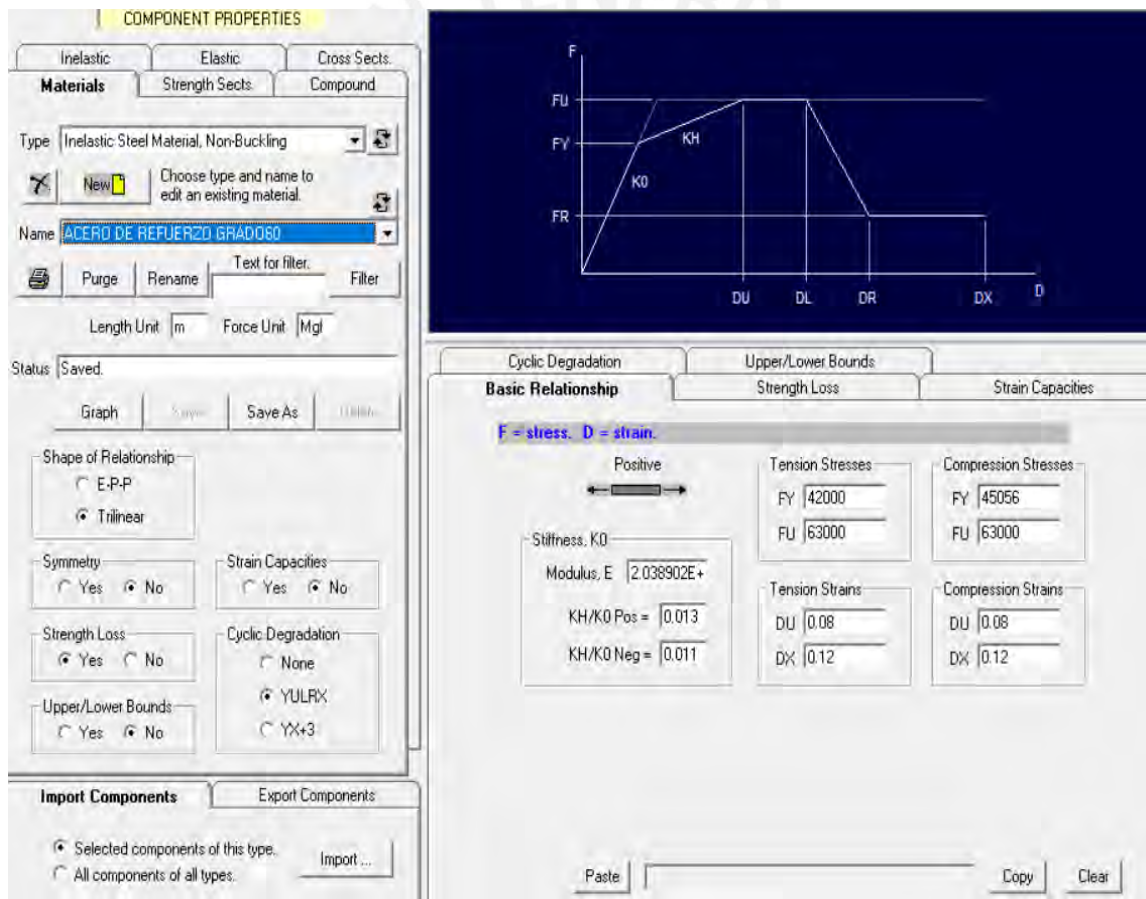 COMPONENT PROPERTIES
Inelastic Elastic Cross Sects.
Materials Strength Sects. Compound
Type Inelastic Steel Material, Non-Buckling
New Choose type and name to
edit an existing material.
Name ACERO DE REFUERZO GRADO60
Text for filter.
Purge Rename Filter
Length Unit m Force Unit Mgf
Status Saved.
Graph Save As
Shape of Relationship
E-P-P
Trilinear
Symmetry
Yes No
Strain Capacities
Yes No
Strength Loss
Yes No
Cyclic Degradation
None
YULRX
YX+3
Upper/Lower Bounds
Yes No
Import Components Export Components
Selected components of this type.
All components of all types.
Import ...
F
FU
FY
KH
K0
FR
DU DL DR DX D
Cyclic Degradation Upper/Lower Bounds
Basic Relationship Strength Loss Strain Capacities
F = stress. D = strain.
Positive
Stiffness, K0
Modulus, E 2.038902E+
KH/K0 Pos = 0.013
KH/K0 Neg = 0.011
Tension Stresses
FY 42000
FU 63000
Compression Stresses
FY 45056
FU 63000
Tension Strains
DU 0.08
DX 0.12
Compression Strains
DU 0.08
DX 0.12
Paste Copy Clear